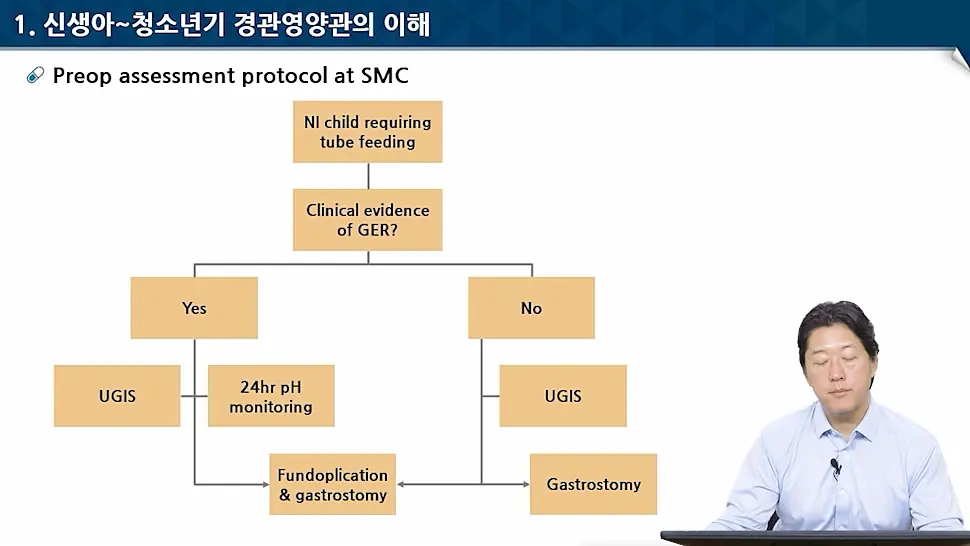 1. 신생아~청소년기 경관영양관의 이해
Preop assessment protocol at SMC
NI child requiring
tube feeding
Clinical evidence
of GER?
Yes
No
UGIS
24hr pH
monitoring
UGIS
Fundoplication
& gastrostomy
Gastrostomy